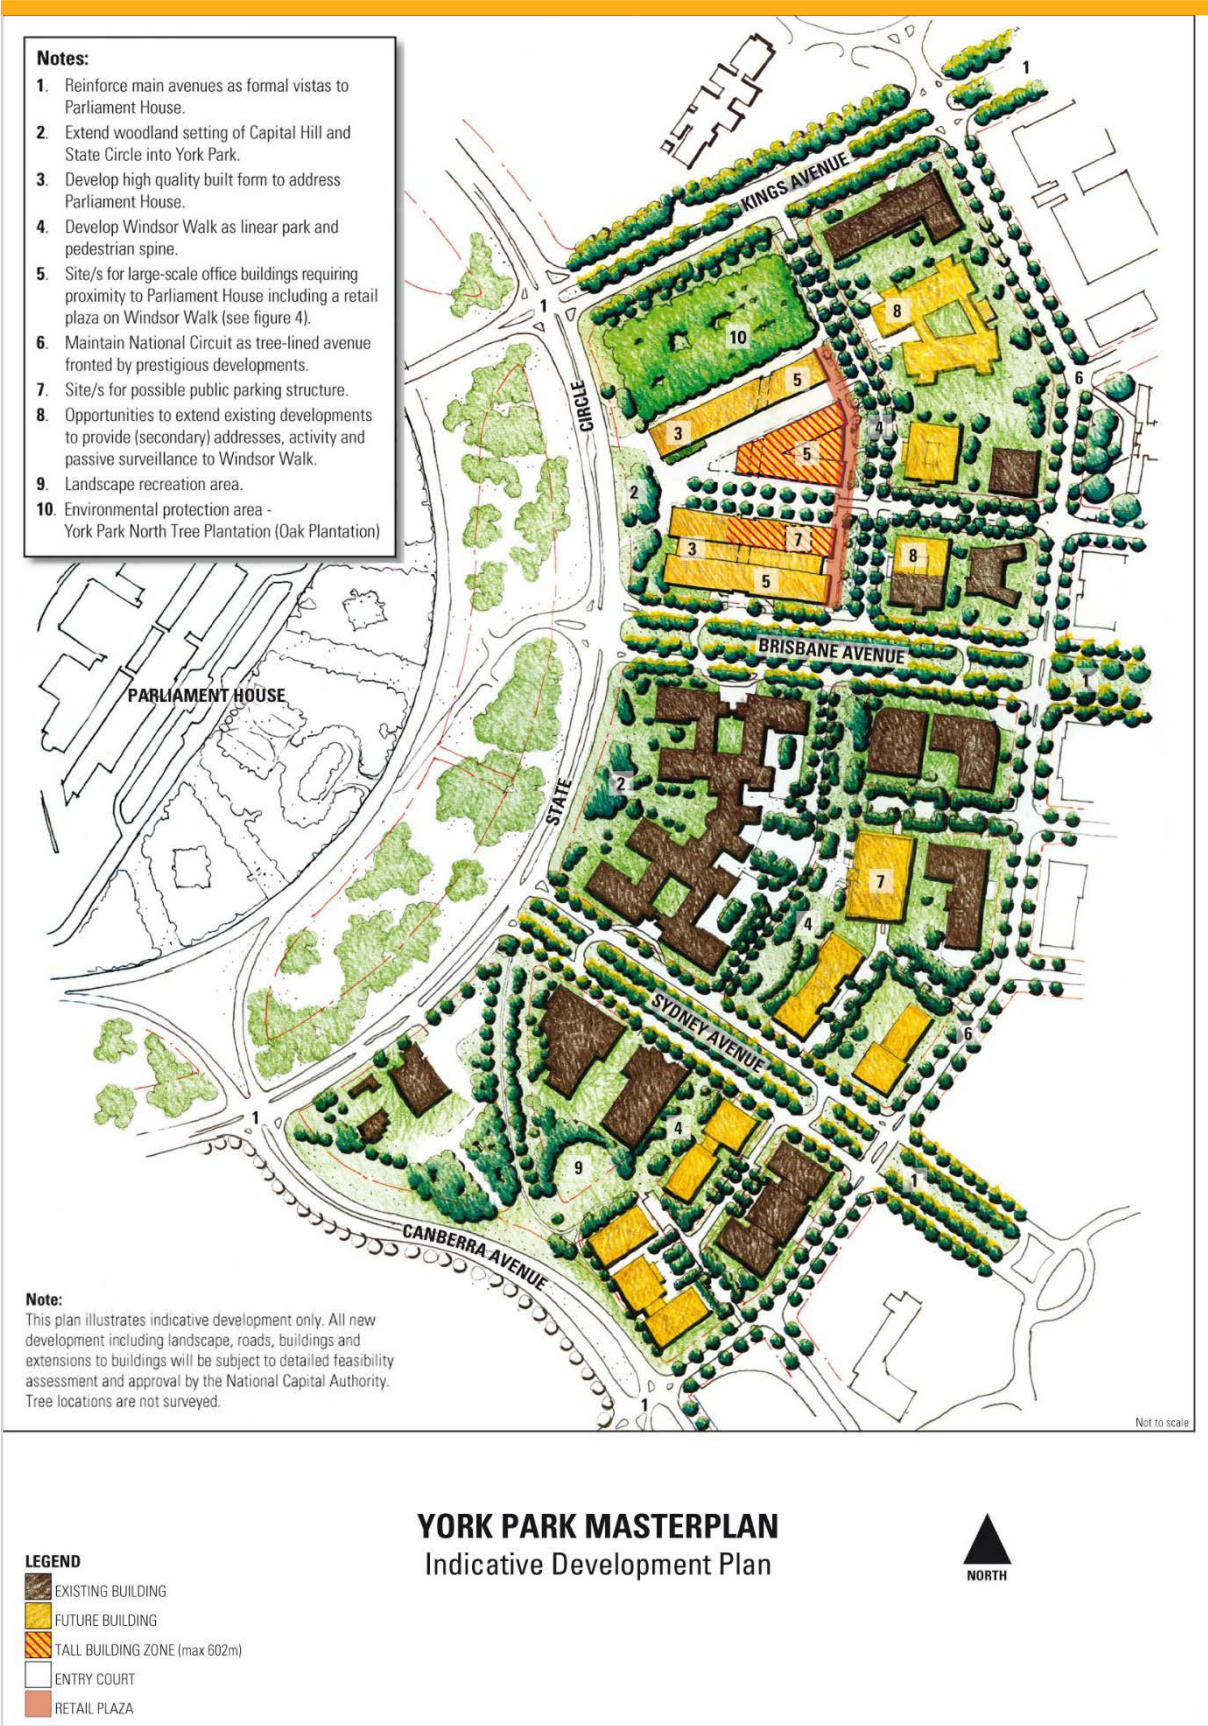 Notes:
1. Reinforce main avenues as formal vistas to
Parliament House.
2. Extend woodland setting of Capital Hill and
State Circle into York Park.
3. Develop high quality built form to address
Parliament House.
4. Develop Windsor Walk as linear park and
pedestrian spine.
5. Site/s for large-scale office buildings requiring
proximity to Parliament House including a retail
plaza on Windsor Walk (see figure 4).
6. Maintain National Circuit as tree-lined avenue
fronted by prestigious developments.
7. Site/s for possible public parking structure.
8. Opportunities to extend existing developments
to provide (secondary) addresses, activity and
passive surveillance to Windsor Walk.
9. Landscape recreation area.
10. Environmental protection area -
York Park North Tree Plantation (Oak Plantation)
1
KINGS AVENUE
1
8
10
5
6
CIRCLE
3
4
5
2
7
3
8
5
BRISBANE AVENUE
1
PARLIAMENT HOUSE
2
STATE
7
4
SYDNEY AVENUE
6
1
4
9
1
CANBERRA AVENUE
1
Note:
This plan illustrates indicative development only. All new
development including landscape, roads, buildings and
extensions to buildings will be subject to detailed feasibility
assessment and approval by the National Capital Authority.
Tree locations are not surveyed.
Not to scale
YORK PARK MASTERPLAN
Indicative Development Plan
NORTH
LEGEND
EXISTING BUILDING
FUTURE BUILDING
TALL BUILDING ZONE (max 602m)
ENTRY COURT
RETAIL PLAZA